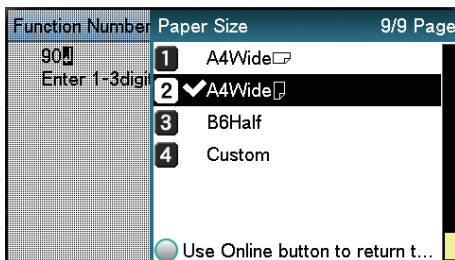 Function Number
Paper Size 9/9 Page
90
Enter 1-3digi
1 A4Wide
2 A4Wide
3 B6Half
4 Custom
Use Online button to return t...